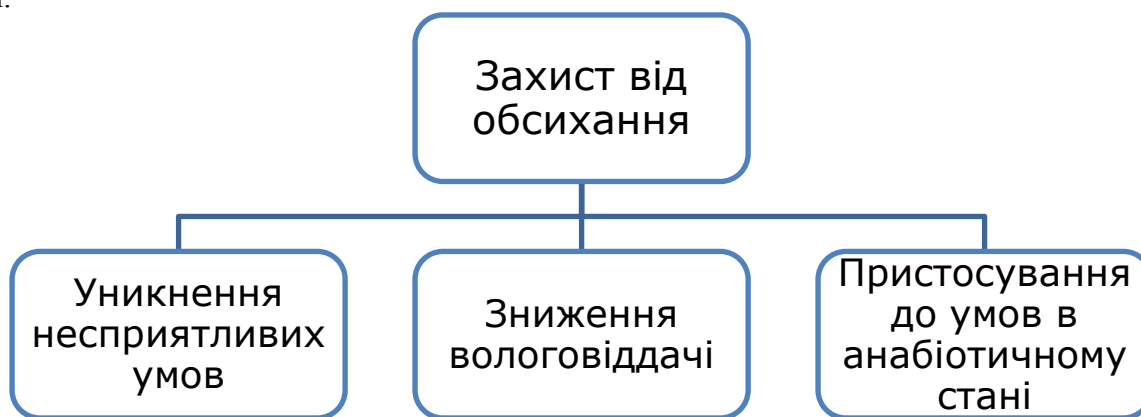 Захист від
обсихання
Уникнення
несприятливих
умов
Зниження
вологовіддачі
Пристосування
до умов в
анабіотичному
стані